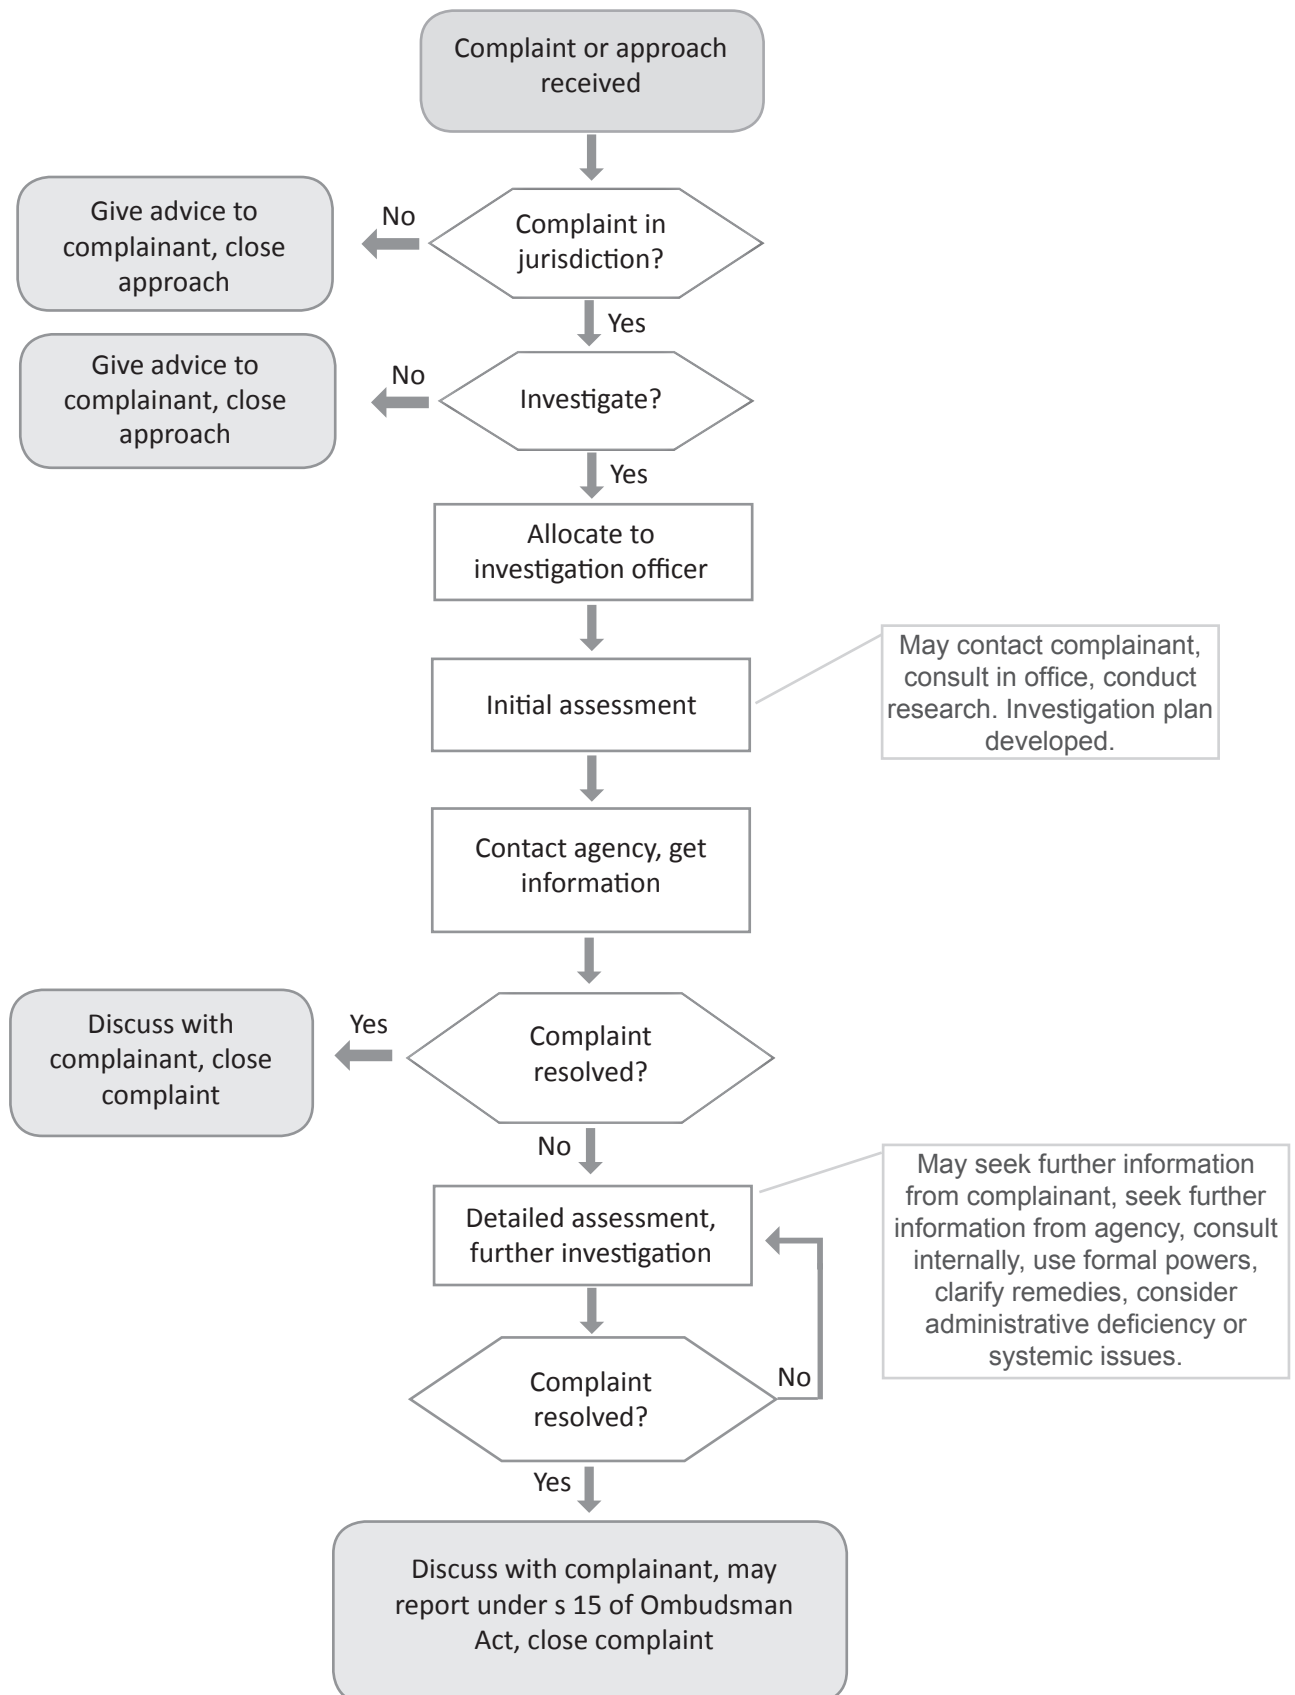 Complaint or approach
received
Complaint in
jurisdiction?
No
Give advice to
complainant, close
approach
Yes
Investigate?
No
Give advice to
complainant, close
approach
Yes
Allocate to
investigation officer
Initial assessment
May contact complainant,
consult in office, conduct
research. Investigation plan
developed.
Contact agency, get
information
Complaint
resolved?
Yes
Discuss with
complainant, close
complaint
No
Detailed assessment,
further investigation
May seek further information
from complainant, seek further
information from agency, consult
internally, use formal powers,
clarify remedies, consider
administrative deficiency or
systemic issues.
Complaint
resolved?
No
Yes
Discuss with complainant, may
report under s 15 of Ombudsman
Act, close complaint